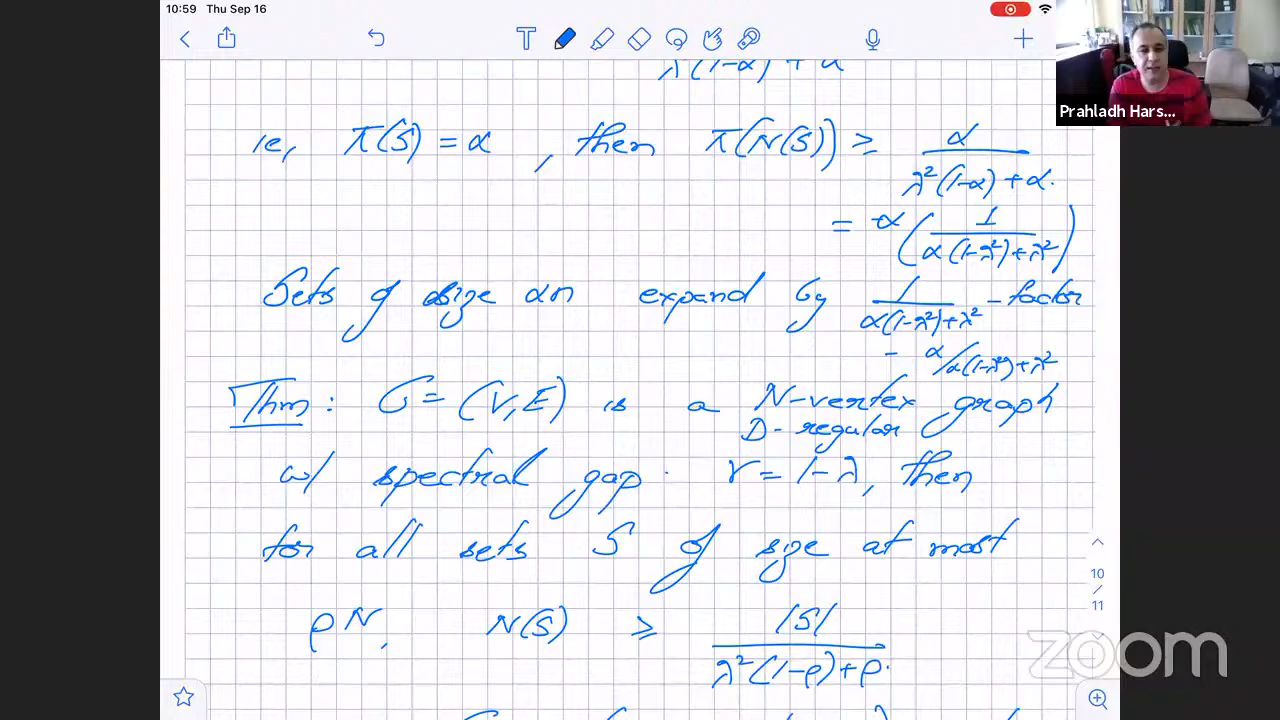 10:59 Thu Sep 16
λ(1-α) + α
ie, π(S) = α, then π(N(S)) ≥ α / λ²(1-α) + α.
= α ( 1 / α(1-λ²)+λ² )
Sets of size αn expand by 1 / α(1-λ²)+λ² - factor
- α/α(1-λ²)+λ²
Thm: G = (V,E) is a N-vertex graph
D-regular
w/ spectral gap. γ = 1-λ, then
for all sets S of size at most
ρN, N(S) ≥ |S| / λ²(1-ρ)+ρ.
Prahladh Hars...
10
/
11
zoom